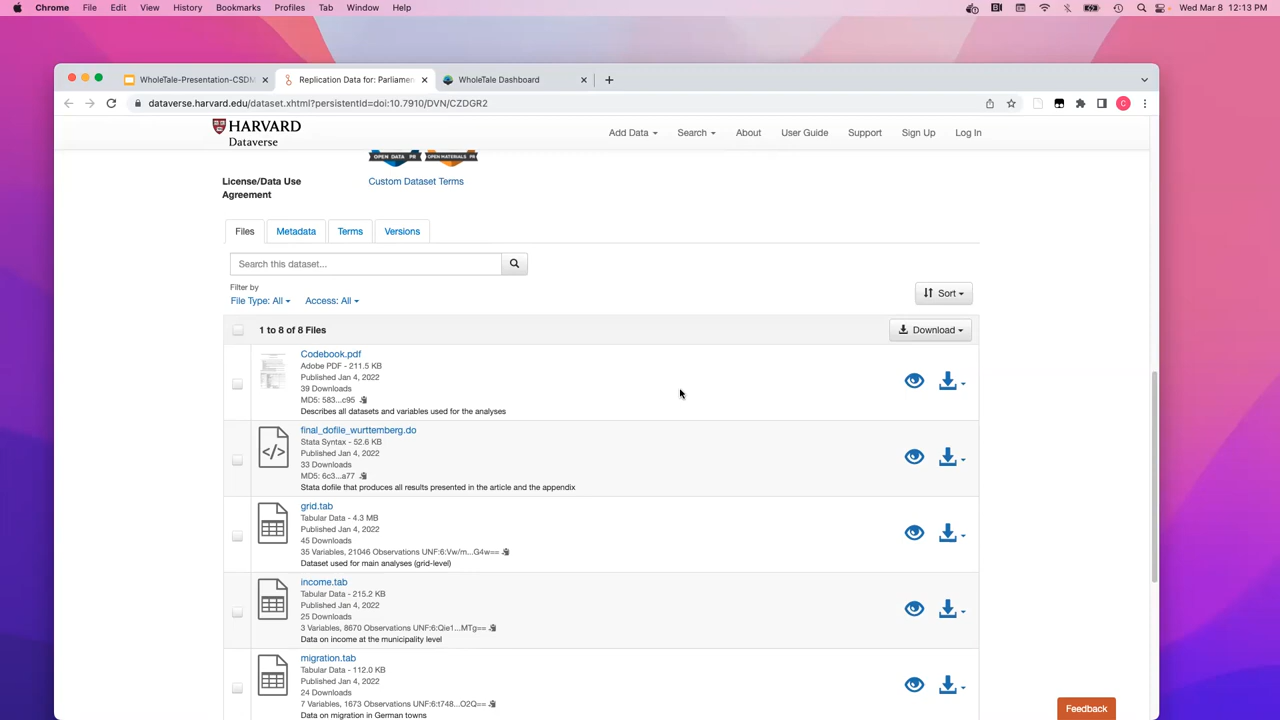 Chrome File Edit View History Bookmarks Profiles Tab Window Help Wed Mar 8 12:13 PM
WholeTale-Presentation-CSDM Replication Data for: Parliamen WholeTale Dashboard
dataverse.harvard.edu/dataset.xhtml?persistentId=doi:10.7910/DVN/CZDGR2
HARVARD
Dataverse
Add Data Search About User Guide Support Sign Up Log In
OPEN DATA PR OPEN MATERIALS PR
License/Data Use
Agreement
Custom Dataset Terms
Files Metadata Terms Versions
Search this dataset...
Filter by
File Type: All Access: All
Sort
1 to 8 of 8 Files
Download
Codebook.pdf
Adobe PDF - 211.5 KB
Published Jan 4, 2022
39 Downloads
MD5: 583...c95
Describes all datasets and variables used for the analyses
final_dofile_wurttemberg.do
Stata Syntax - 52.6 KB
Published Jan 4, 2022
33 Downloads
MD5: 6c3...a77
Stata dofile that produces all results presented in the article and the appendix
grid.tab
Tabular Data - 4.3 MB
Published Jan 4, 2022
45 Downloads
35 Variables, 21046 Observations UNF:6:Vw/m...G4w==
Dataset used for main analyses (grid-level)
income.tab
Tabular Data - 215.2 KB
Published Jan 4, 2022
25 Downloads
3 Variables, 8670 Observations UNF:6:Qie1...MTg==
Data on income at the municipality level
migration.tab
Tabular Data - 112.0 KB
Published Jan 4, 2022
24 Downloads
7 Variables, 1673 Observations UNF:6:t748...O2Q==
Data on migration in German towns
Feedback